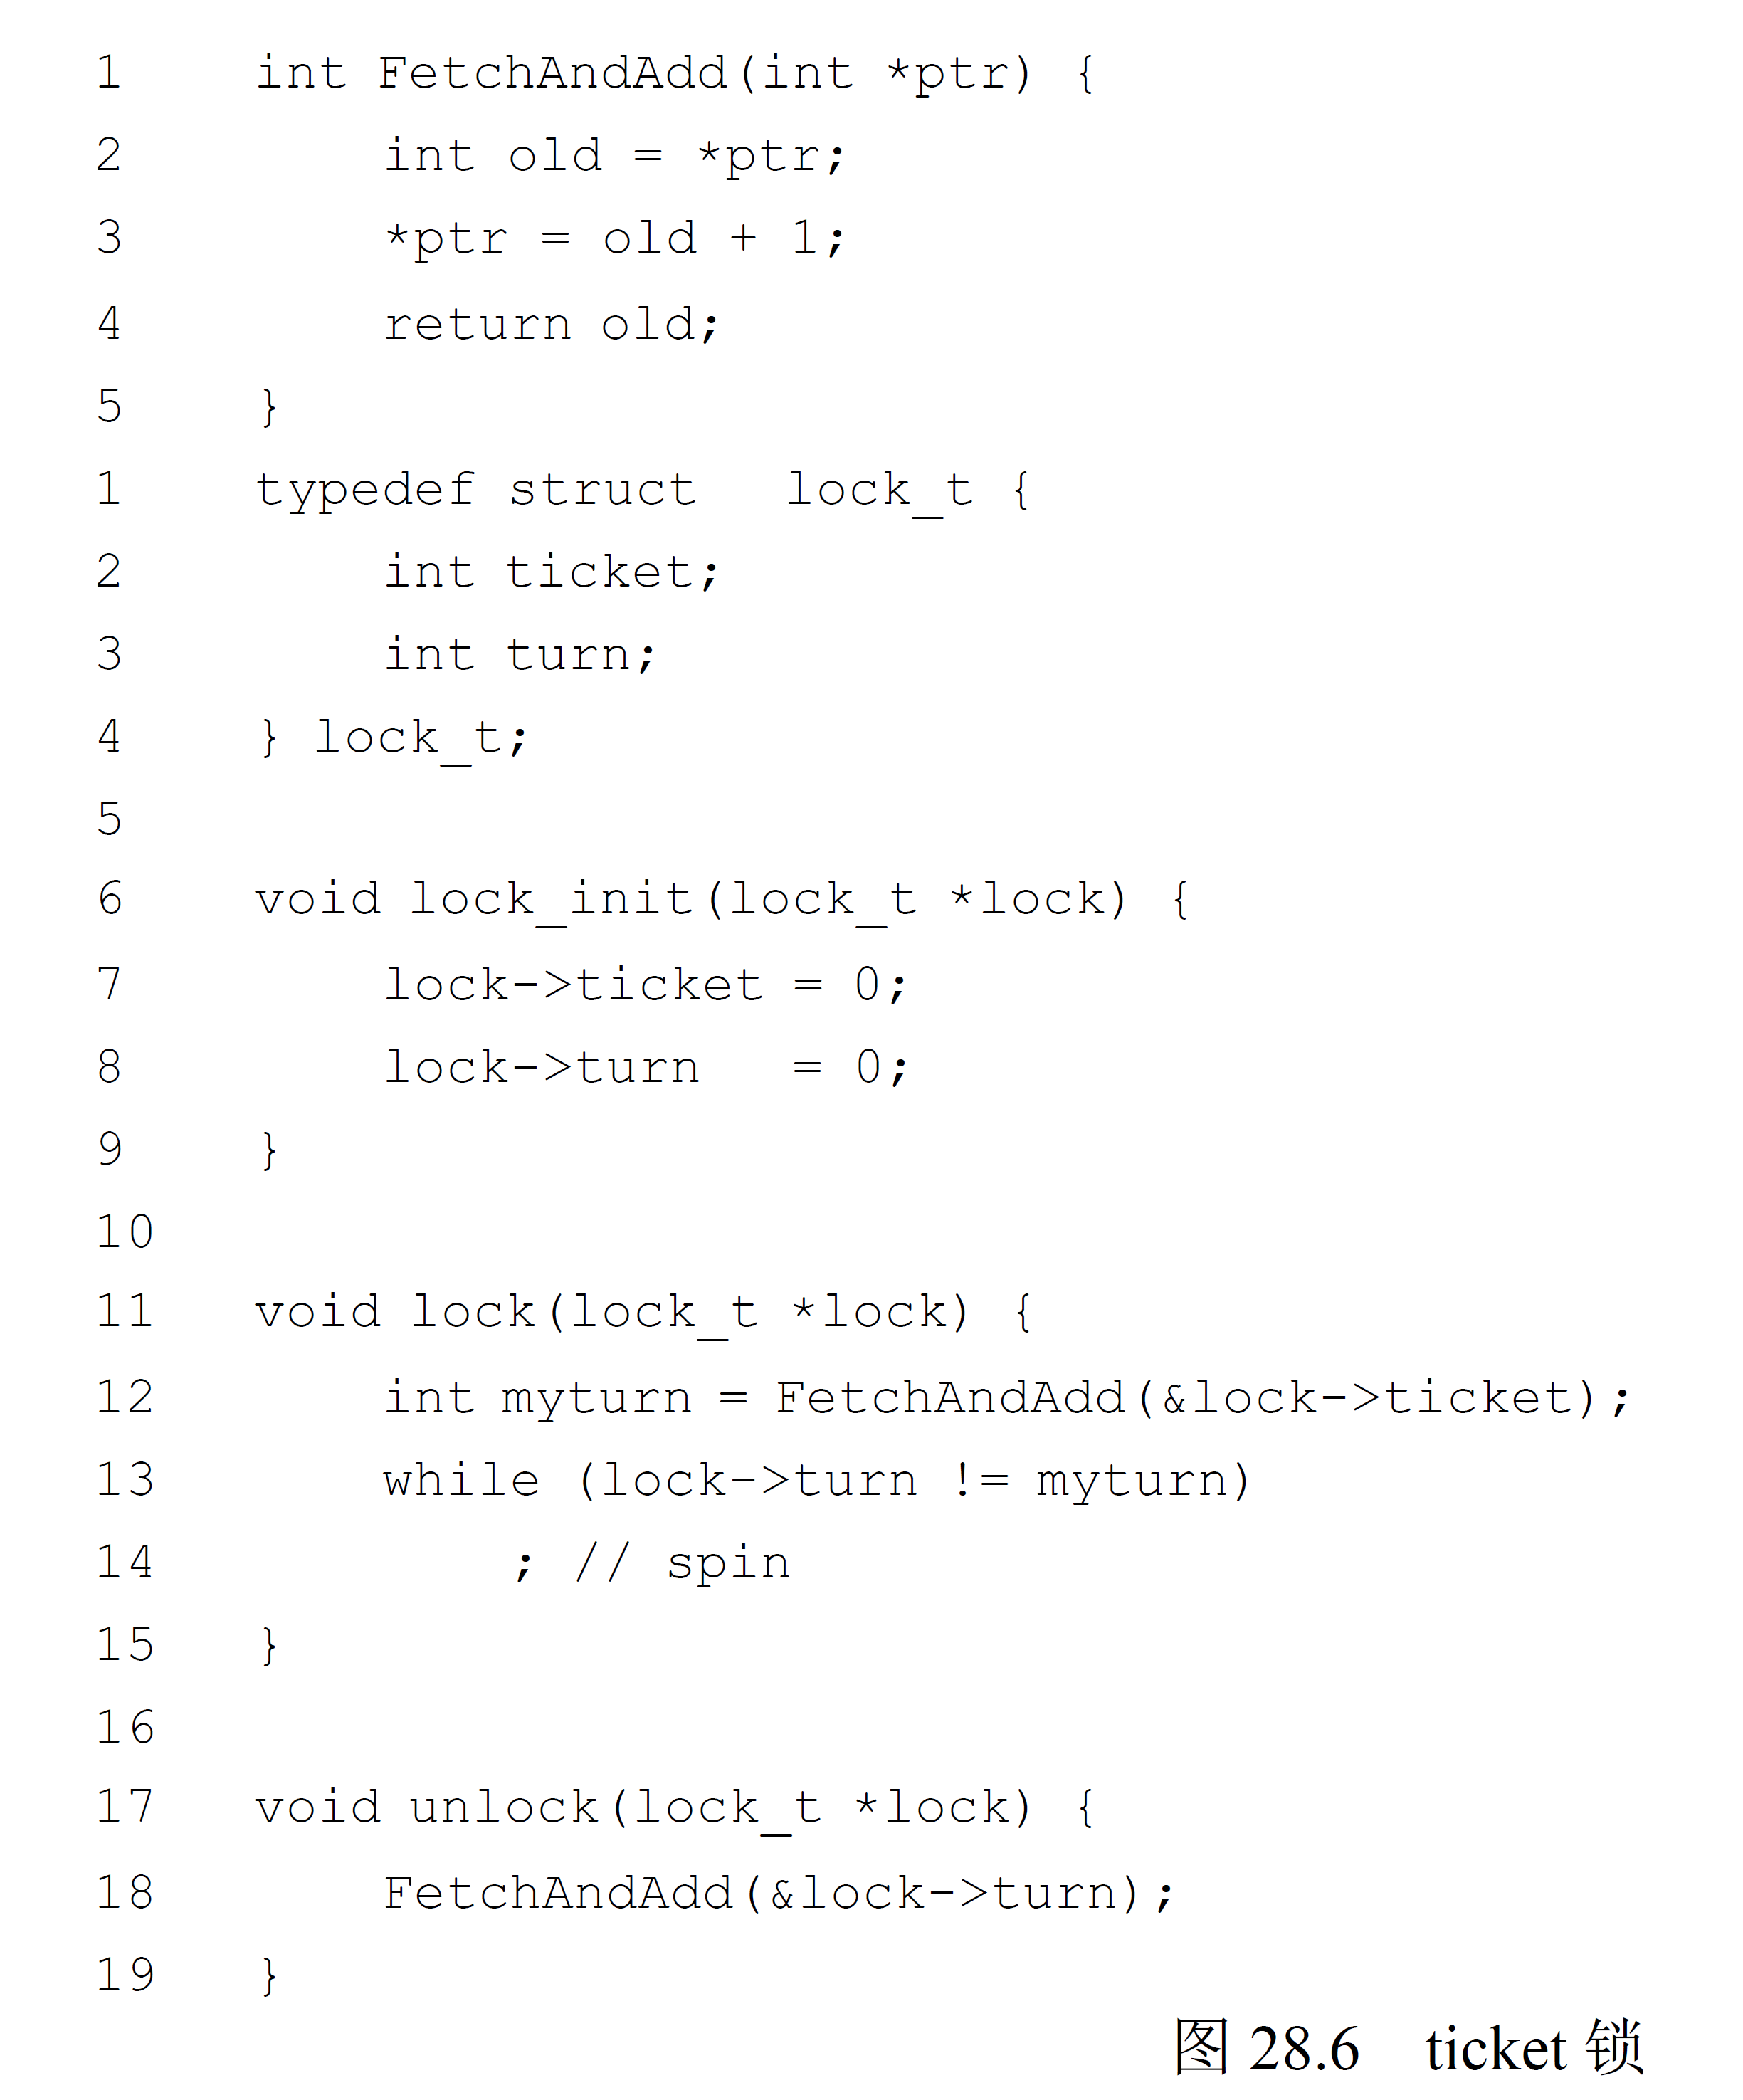 1 int FetchAndAdd(int *ptr) {
2     int old = *ptr;
3     *ptr = old + 1;
4     return old;
5 }
1 typedef struct   lock_t {
2     int ticket;
3     int turn;
4 } lock_t;
5
6 void lock_init(lock_t *lock) {
7     lock->ticket = 0;
8     lock->turn   = 0;
9 }
10
11 void lock(lock_t *lock) {
12     int myturn = FetchAndAdd(&lock->ticket);
13     while (lock->turn != myturn)
14         ; // spin
15 }
16
17 void unlock(lock_t *lock) {
18     FetchAndAdd(&lock->turn);
19 }
图 28.6 ticket 锁